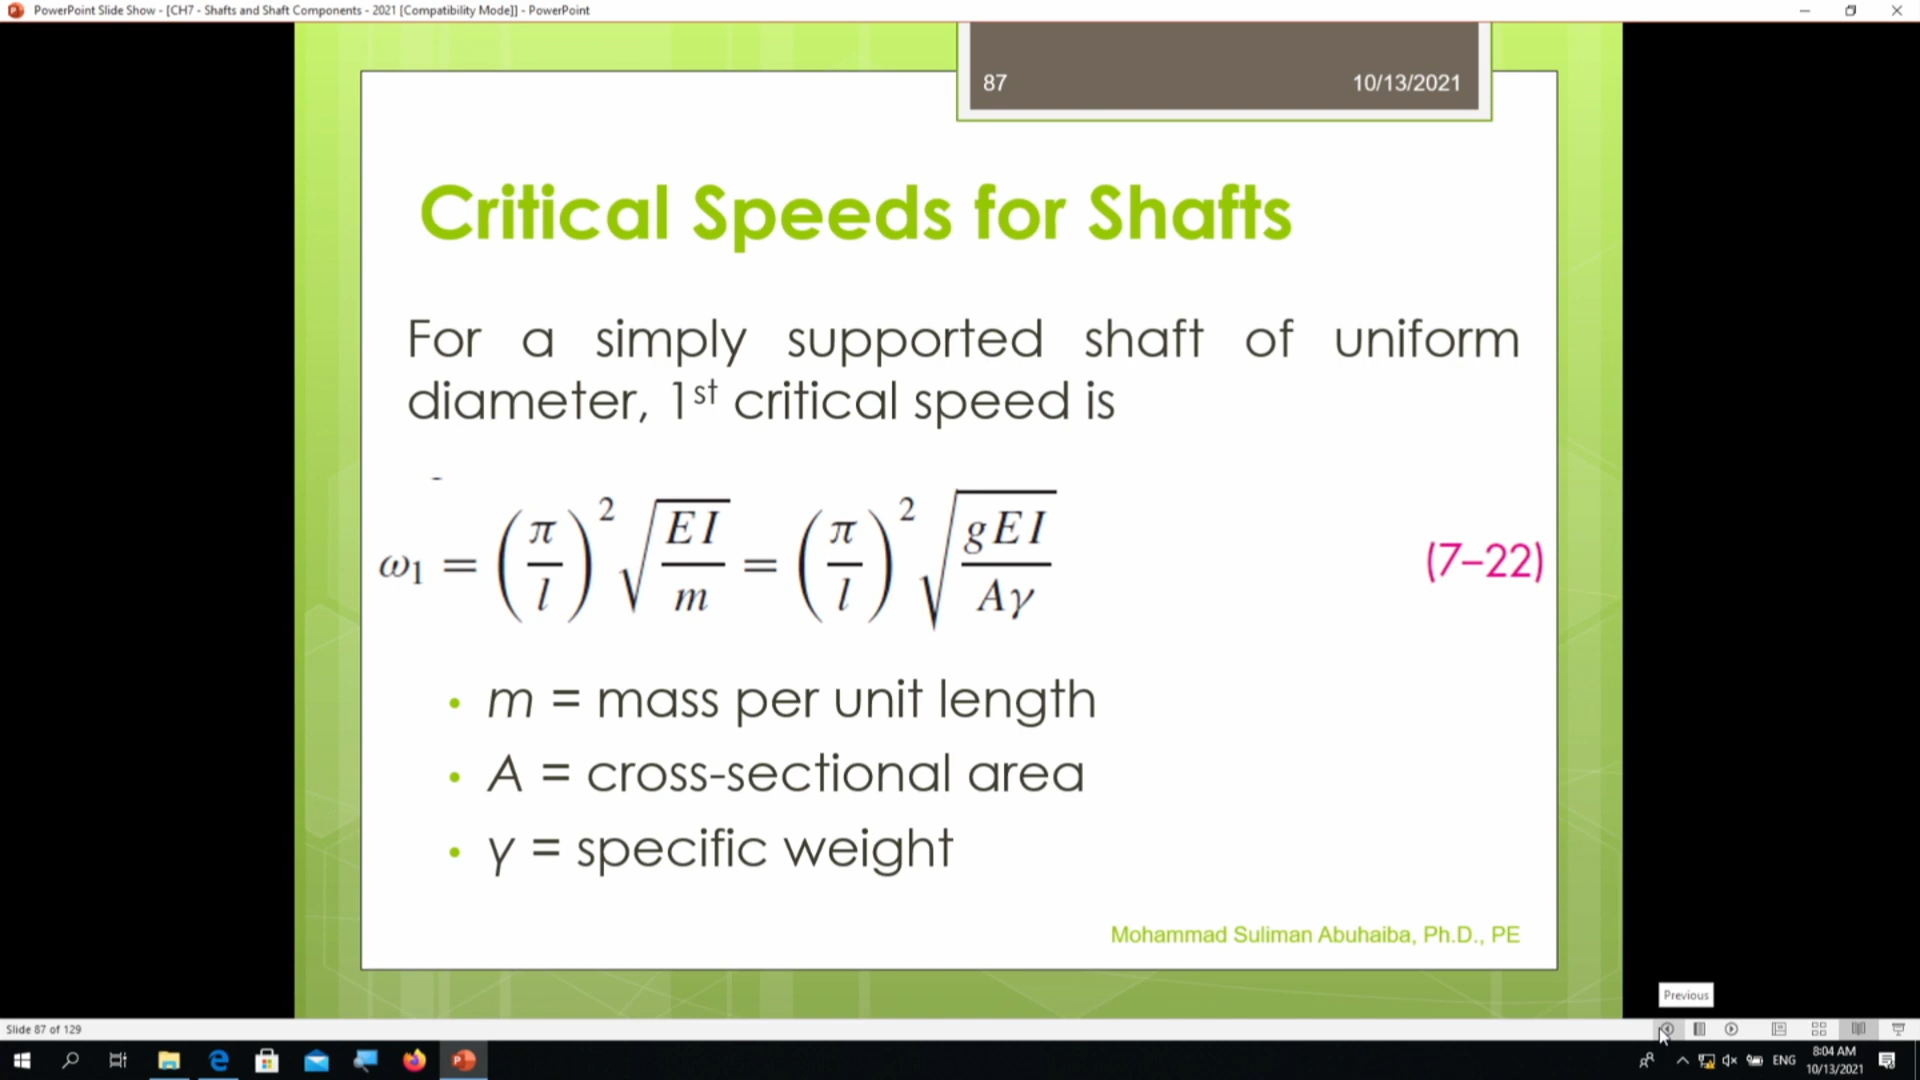 PowerPoint Slide Show - [CH7 - Shafts and Shaft Components - 2021 [Compatibility Mode]] - PowerPoint
87 10/13/2021
Critical Speeds for Shafts
For a simply supported shaft of uniform
diameter, 1st critical speed is
ω₁ = (π/l)² √(EI/m) = (π/l)² √(gEI/Aγ) (7–22)
• m = mass per unit length
• A = cross-sectional area
• γ = specific weight
Mohammad Suliman Abuhaiba, Ph.D., PE
Previous
Slide 87 of 129
ENG
8:04 AM
10/13/2021